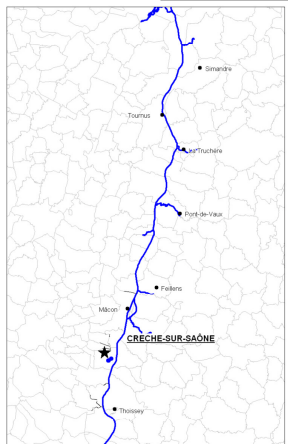 Simandre
Tournus
La Truchère
Pont-de-Vaux
Feillens
Mâcon
CRECHE-SUR-SAÔNE
Thoissey